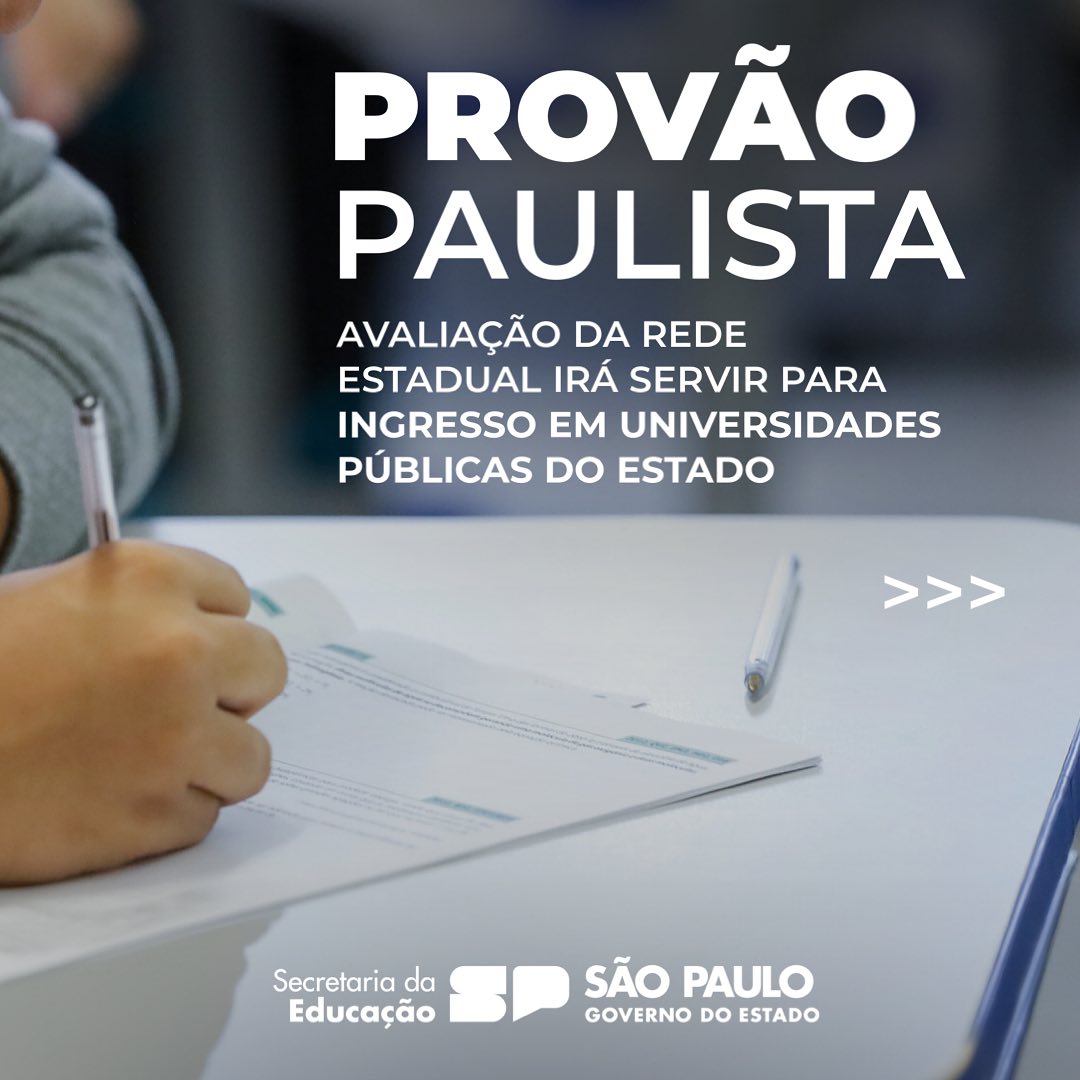 PROVÃO
PAULISTA
AVALIAÇÃO DA REDE
ESTADUAL IRÁ SERVIR PARA
INGRESSO EM UNIVERSIDADES
PÚBLICAS DO ESTADO
>>>
Secretaria da
Educação
SP
SÃO PAULO
GOVERNO DO ESTADO